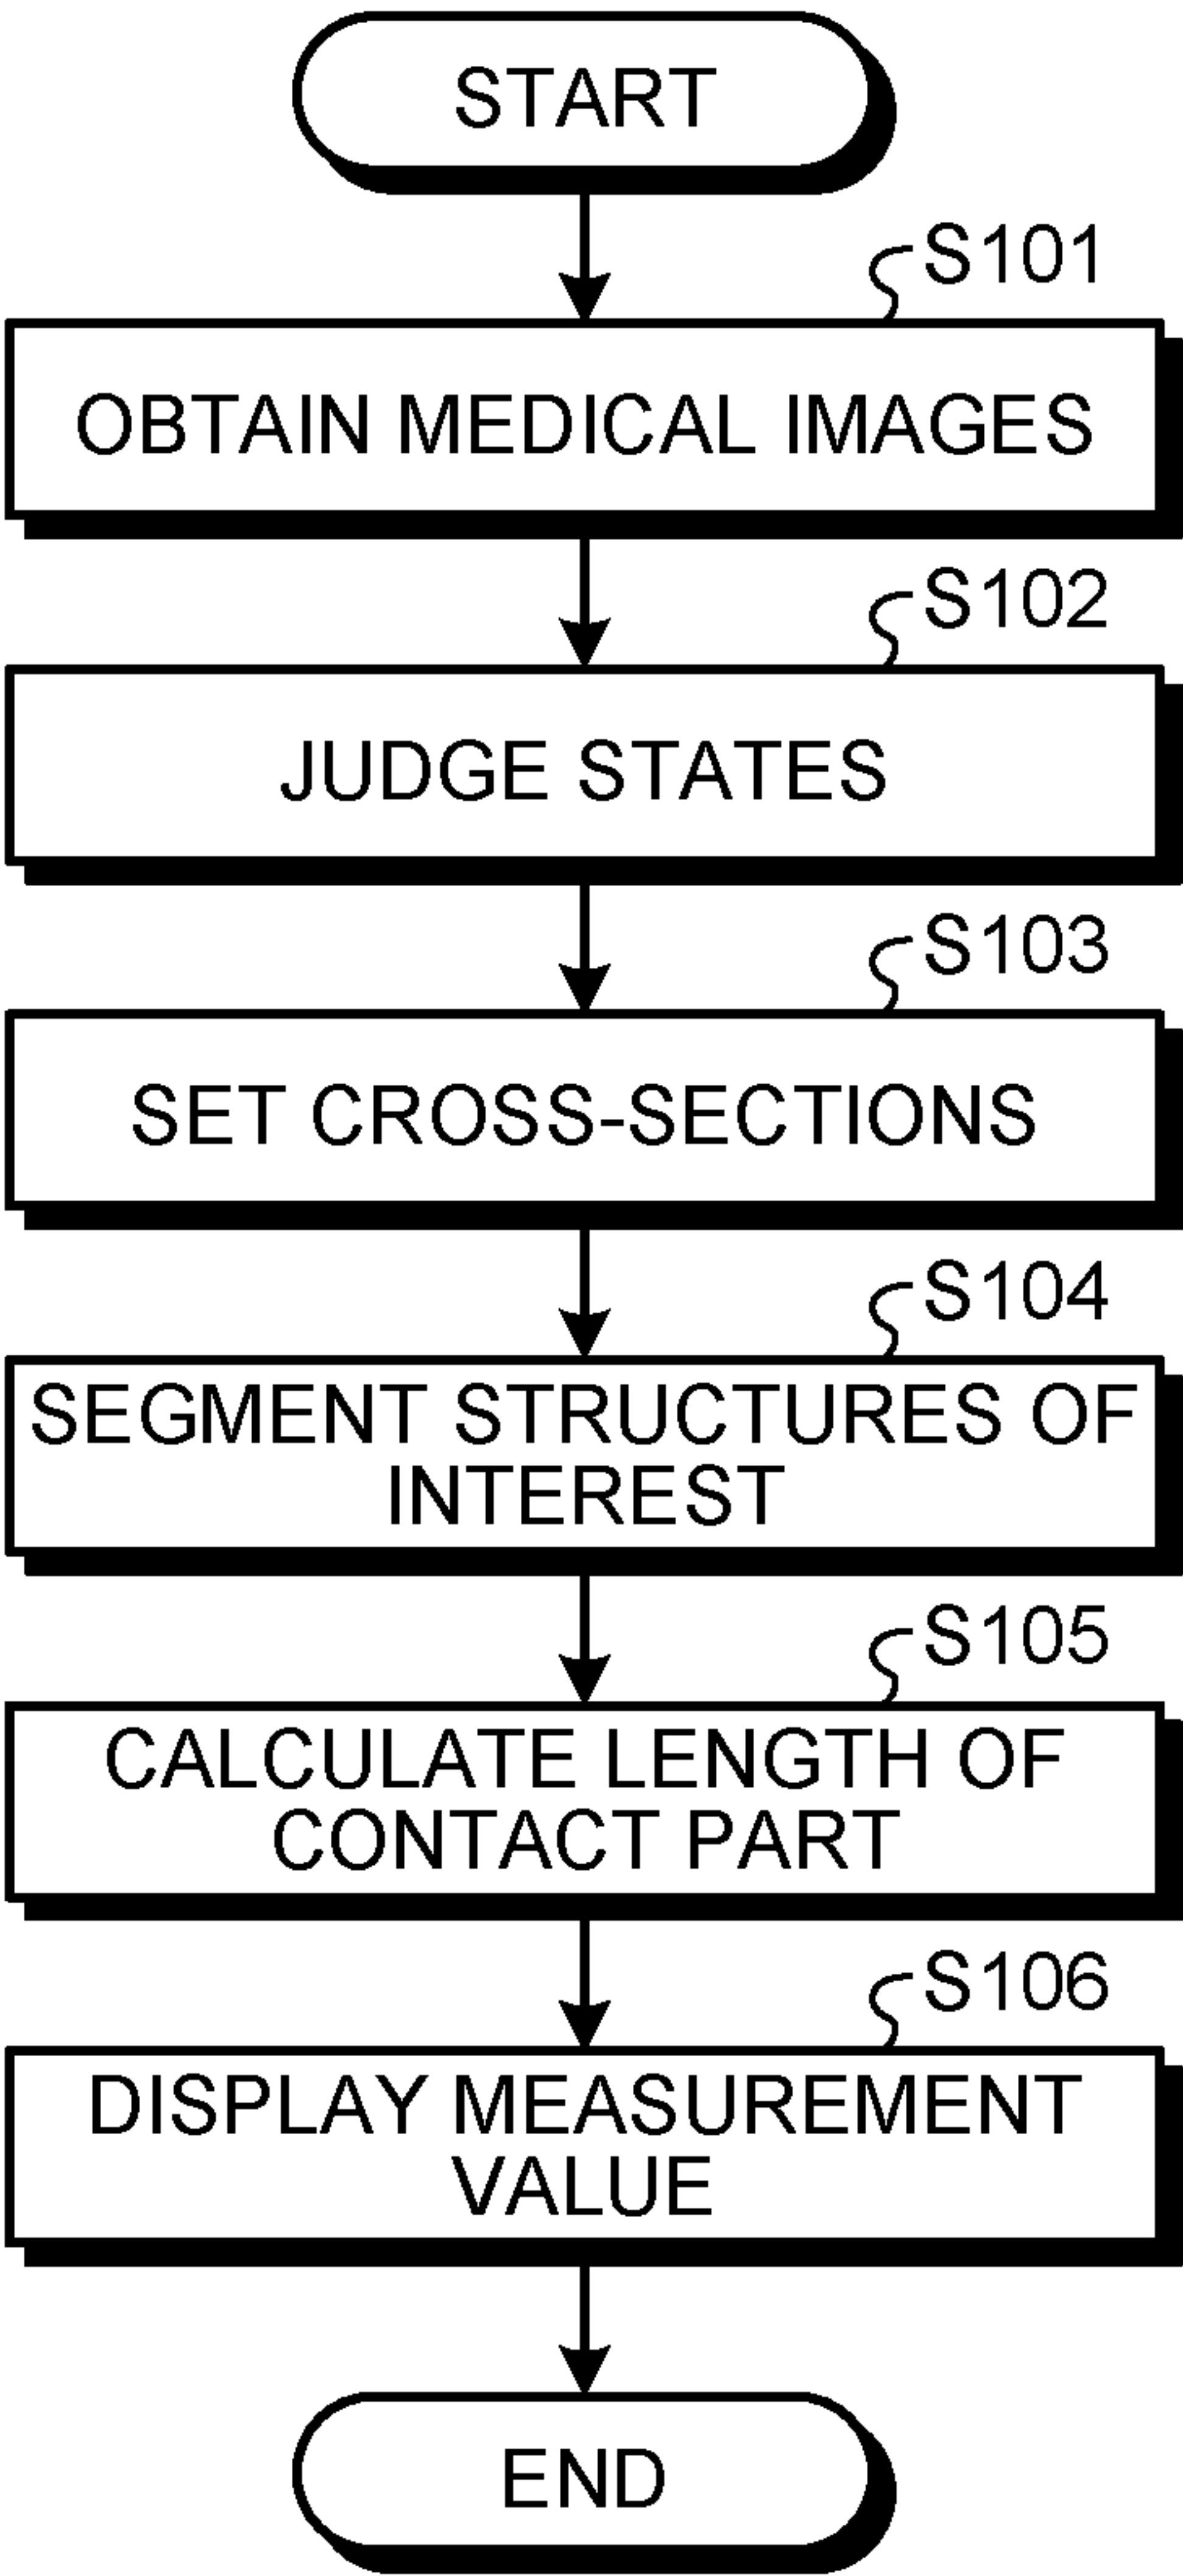 START
S101
OBTAIN MEDICAL IMAGES
S102
JUDGE STATES
S103
SET CROSS-SECTIONS
S104
SEGMENT STRUCTURES OF
INTEREST
S105
CALCULATE LENGTH OF
CONTACT PART
S106
DISPLAY MEASUREMENT
VALUE
END